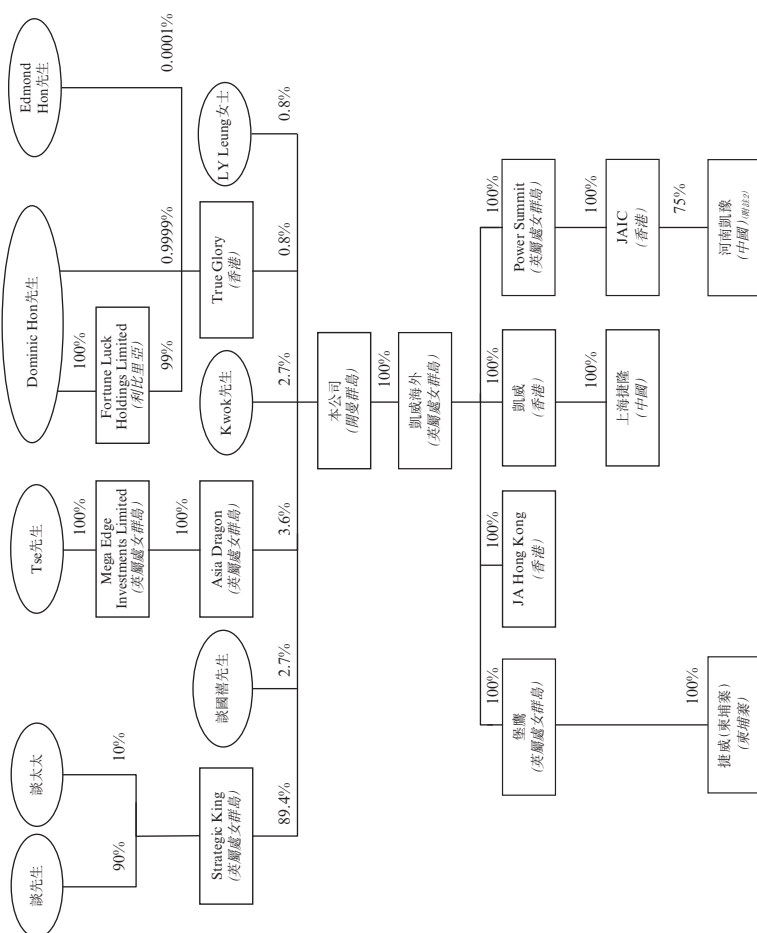 談先生
談太太
Tse先生
Dominic Hon先生
Edmond
Hon先生
90%
10%
100%
100%
Mega Edge
Investments Limited
(英屬處女群島)
Fortune Luck
Holdings Limited
(利比里亞)
100%
99%
0.9999%
0.0001%
Strategic King
(英屬處女群島)
談國禧先生
Asia Dragon
(英屬處女群島)
Kwok先生
True Glory
(香港)
LY Leung女士
89.4%
2.7%
3.6%
2.7%
0.8%
0.8%
本公司
(開曼群島)
100%
凱威海外
(英屬處女群島)
100%
100%
100%
100%
堡鷹
(英屬處女群島)
JA Hong Kong
(香港)
凱威
(香港)
Power Summit
(英屬處女群島)
100%
100%
上海捷隆
(中國)
JAIC
(香港)
100%
75%
捷威(柬埔寨)
(柬埔寨)
河南凱豫
(中國)(附註2)